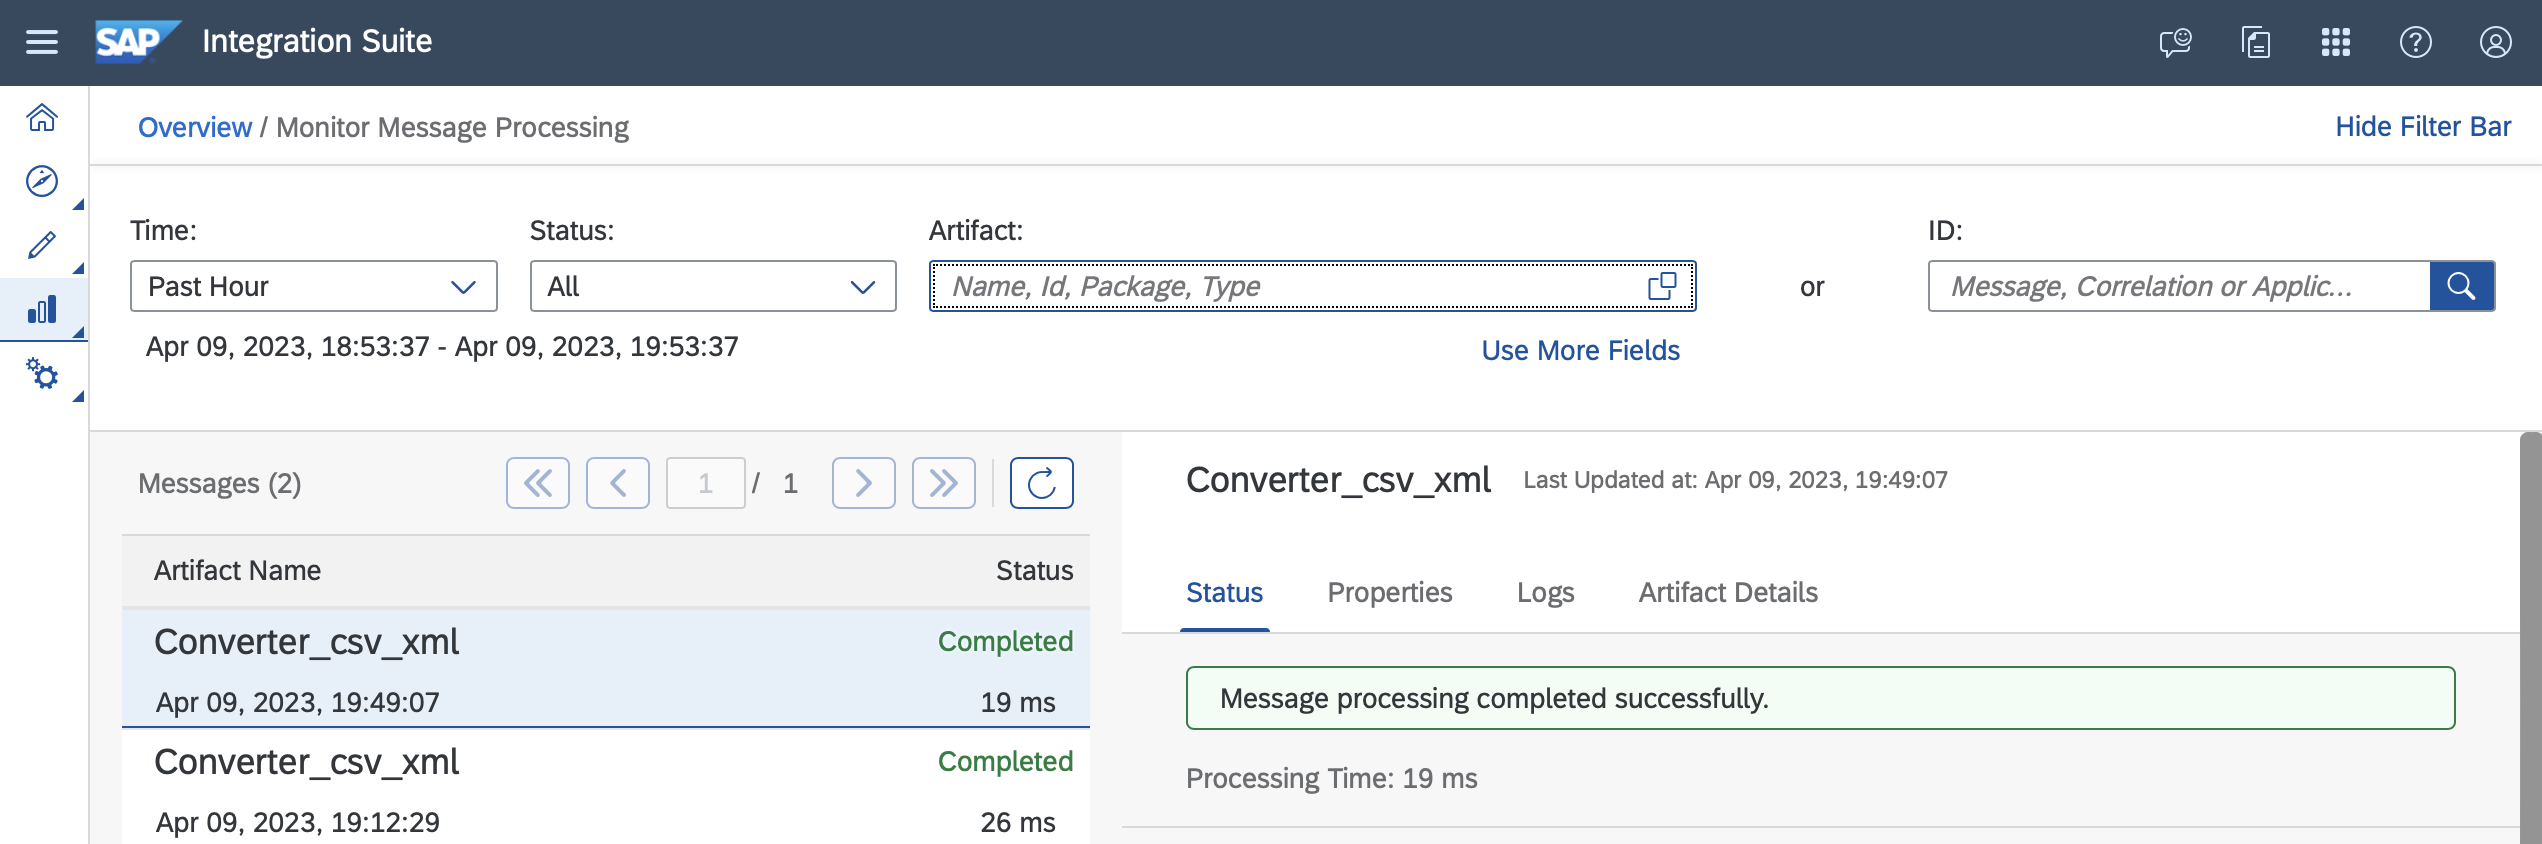 SAP Integration Suite
Overview / Monitor Message Processing
Hide Filter Bar
Time:
Status:
Artifact:
ID:
Past Hour
All
Name, Id, Package, Type
or
Message, Correlation or Applic...
Apr 09, 2023, 18:53:37 - Apr 09, 2023, 19:53:37
Use More Fields
Messages (2)
1 / 1
Artifact Name Status
Converter_csv_xml Completed
Apr 09, 2023, 19:49:07 19 ms
Converter_csv_xml Completed
Apr 09, 2023, 19:12:29 26 ms
Converter_csv_xml Last Updated at: Apr 09, 2023, 19:49:07
Status Properties Logs Artifact Details
Message processing completed successfully.
Processing Time: 19 ms